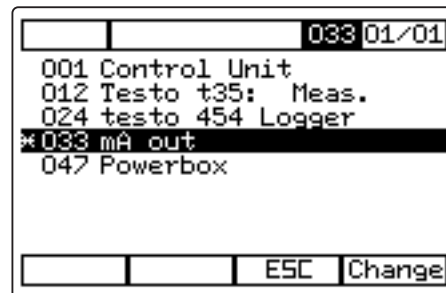 033 01/01
001 Control Unit
012 Testo t35: Meas.
024 testo 454 Logger
*033 mA out
047 Powerbox
ESC Change